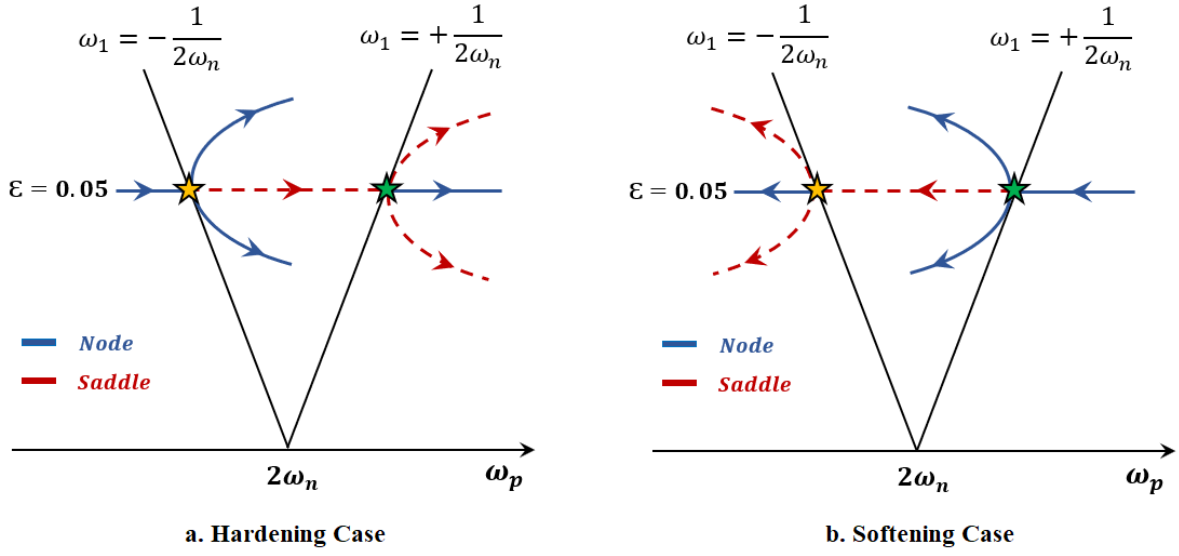 ω₁ = − 1/(2ωₙ)
ω₁ = + 1/(2ωₙ)
ε = 0.05
Node
Saddle
2ωₙ
ωₚ
a. Hardening Case
ω₁ = − 1/(2ωₙ)
ω₁ = + 1/(2ωₙ)
ε = 0.05
Node
Saddle
2ωₙ
ωₚ
b. Softening Case